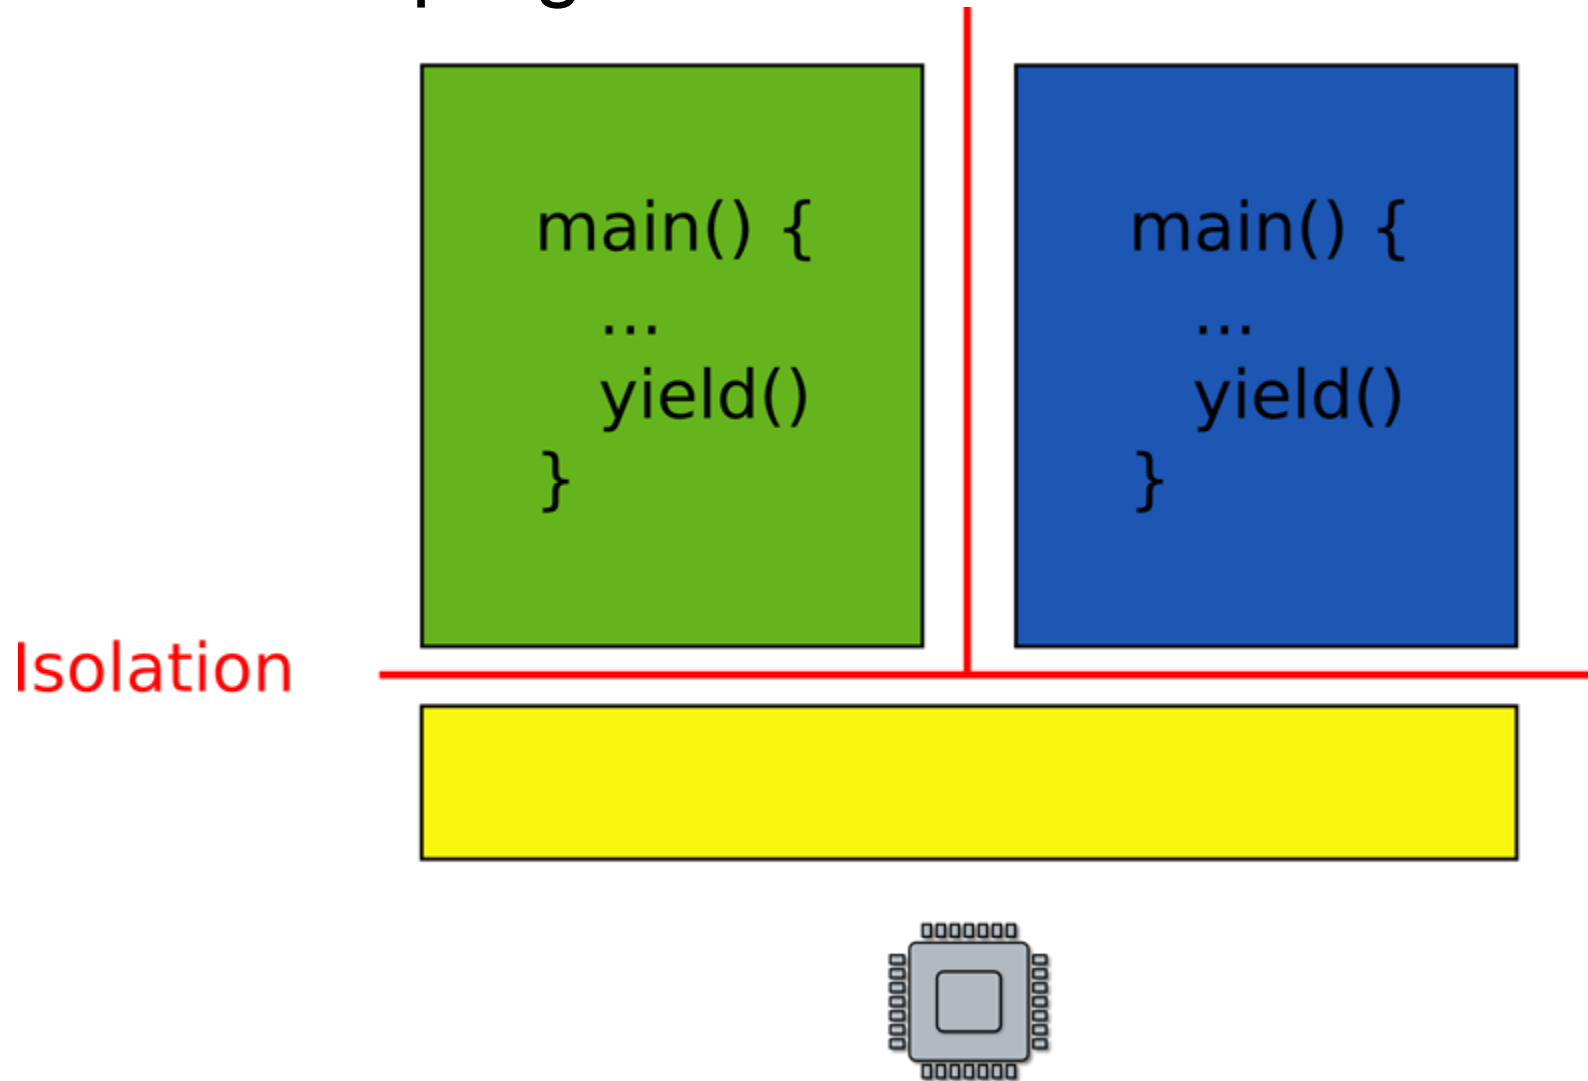 main() {
...
yield()
}
main() {
...
yield()
}
Isolation